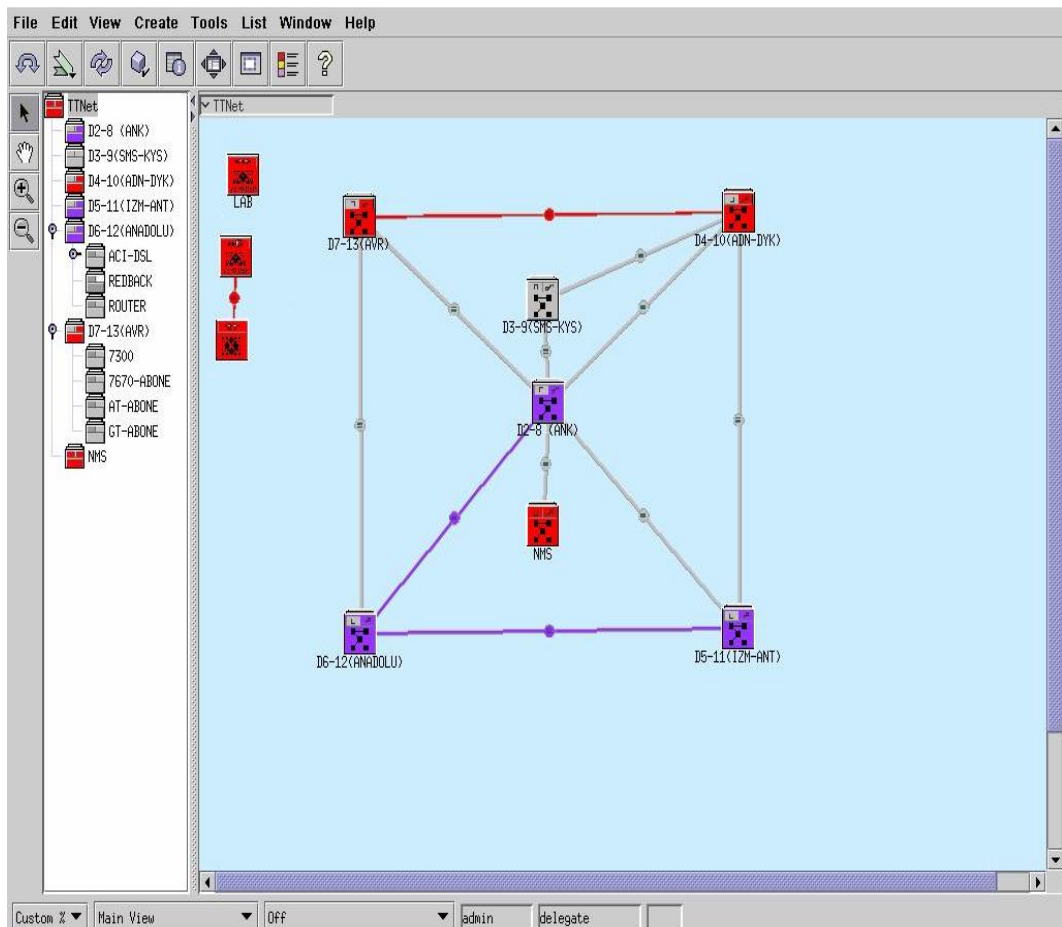 File Edit View Create Tools List Window Help
TTNet
D2-8 (ANK)
D3-9(SMS-KYS)
D4-10(ADN-DYK)
D5-11(IZM-ANT)
D6-12(ANADOLU)
ACI-DSL
REDBACK
ROUTER
D7-13(AVR)
7300
7670-ABONE
AT-ABONE
GT-ABONE
NMS
TTNet
LAB
D7-13(AVR)
D4-10(ADN-DYK)
D3-9(SMS-KYS)
D2-8 (ANK)
NMS
D6-12(ANADOLU)
D5-11(IZM-ANT)
Custom % Main View Off admin delegate